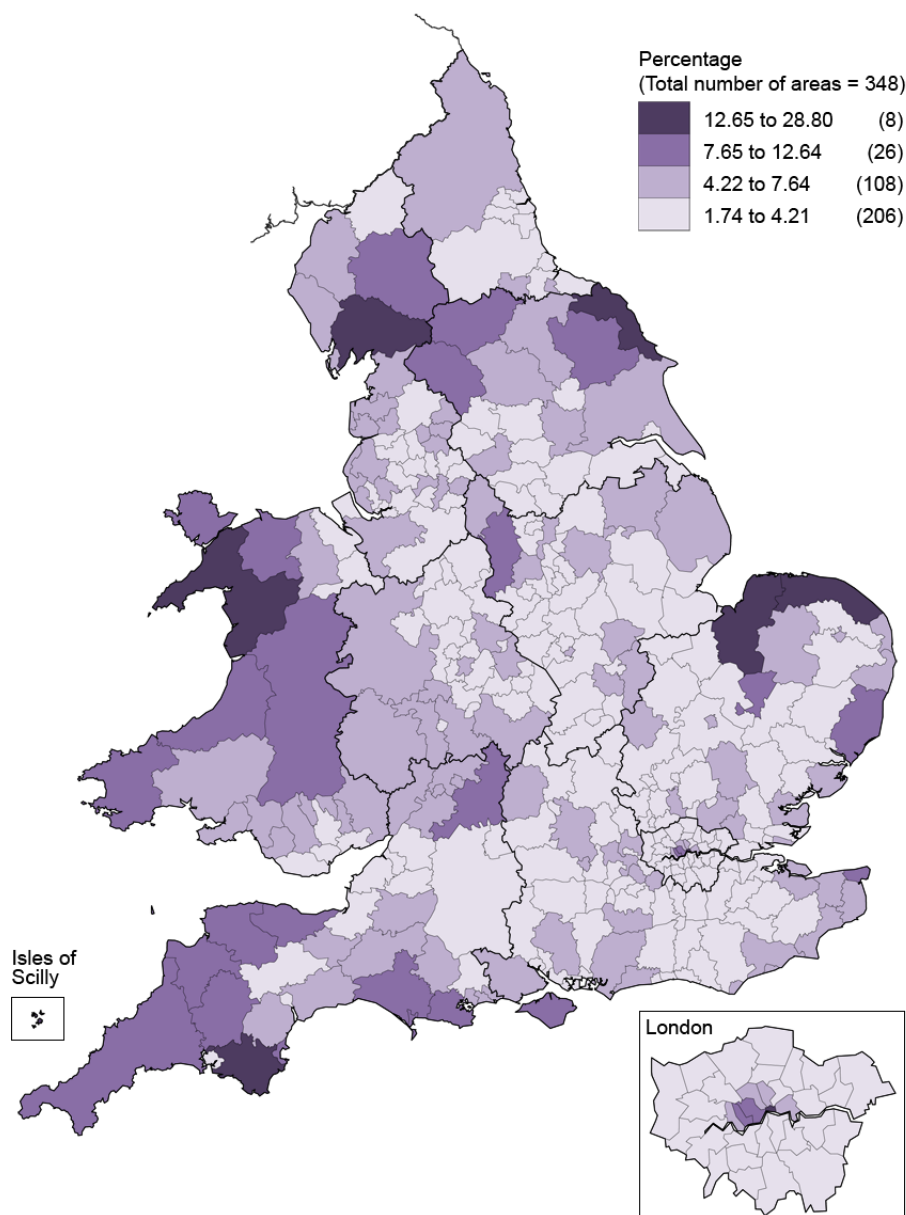 Percentage
(Total number of areas = 348)
12.65 to 28.80 (8)
7.65 to 12.64 (26)
4.22 to 7.64 (108)
1.74 to 4.21 (206)
Isles of
Scilly
London